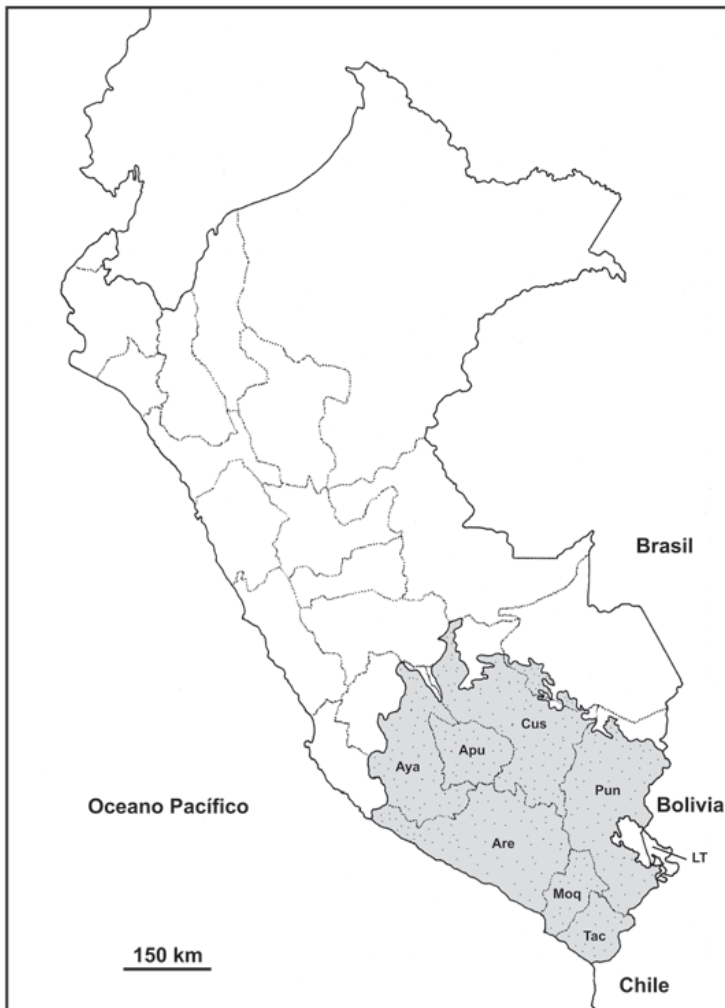 Brasil
Cus
Apu
Aya
Pun
Oceano Pacífico
Bolivia
Are
LT
Moq
Tac
150 km
Chile